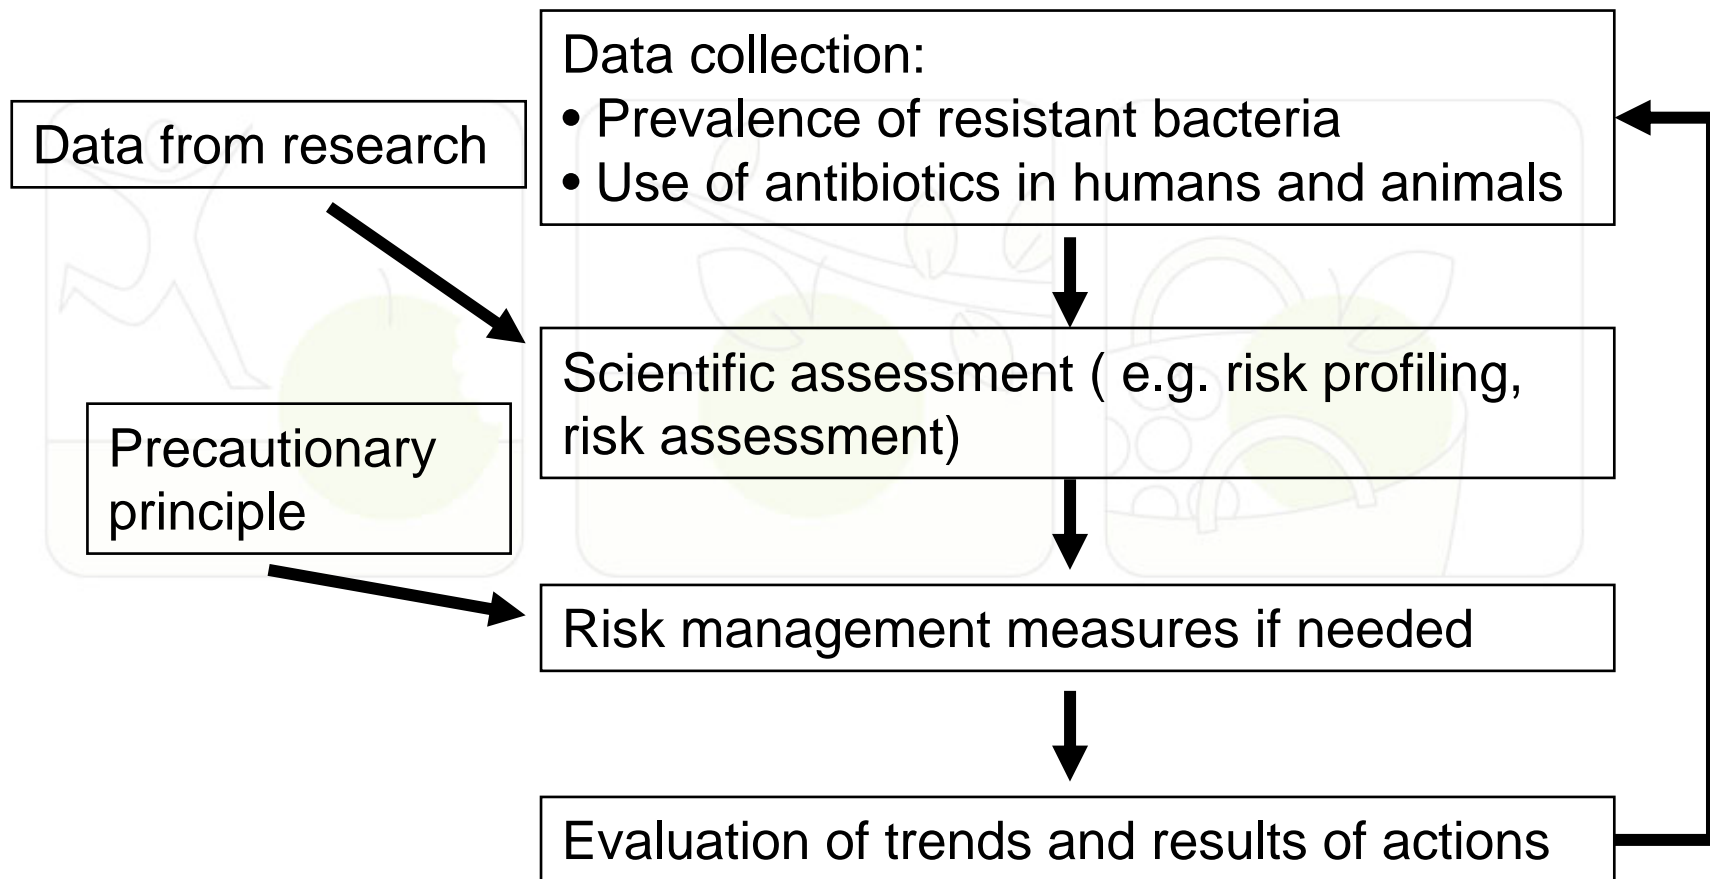 Data collection:
• Prevalence of resistant bacteria
• Use of antibiotics in humans and animals
Data from research
Scientific assessment ( e.g. risk profiling,
risk assessment)
Precautionary
principle
Risk management measures if needed
Evaluation of trends and results of actions